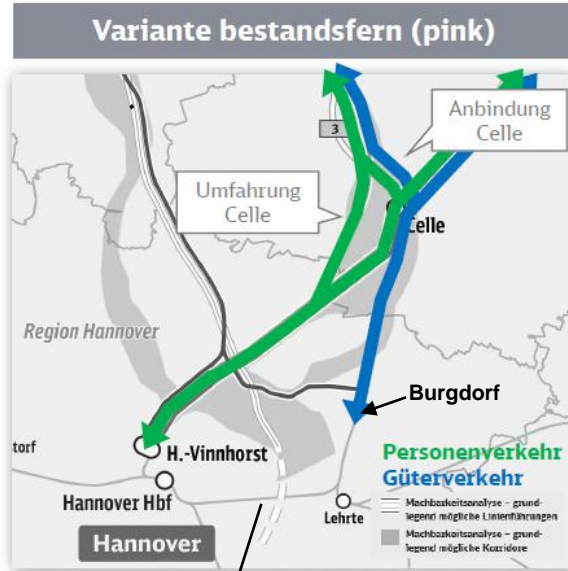 Variante bestandsfern (pink)
3
Anbindung
Celle
Umfahrung
Celle
Celle
Region Hannover
Burgdorf
torf
H.-Vinnhorst
Hannover Hbf
Lehrte
Hannover
Personenverkehr
Güterverkehr
Machbarkeitsanalyse – grund-
legend mögliche Linienführungen
Machbarkeitsanalyse – grund-
legend mögliche Korridore